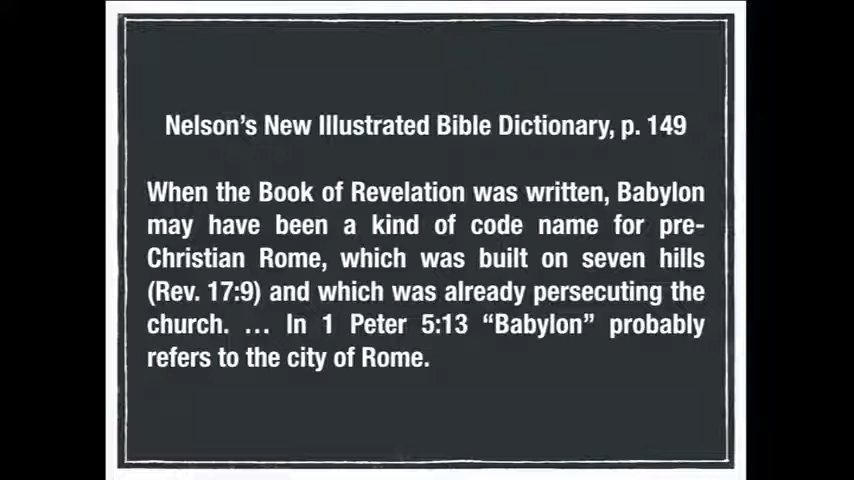 Nelson’s New Illustrated Bible Dictionary, p. 149
When the Book of Revelation was written, Babylon
may have been a kind of code name for pre-
Christian Rome, which was built on seven hills
(Rev. 17:9) and which was already persecuting the
church. … In 1 Peter 5:13 “Babylon” probably
refers to the city of Rome.